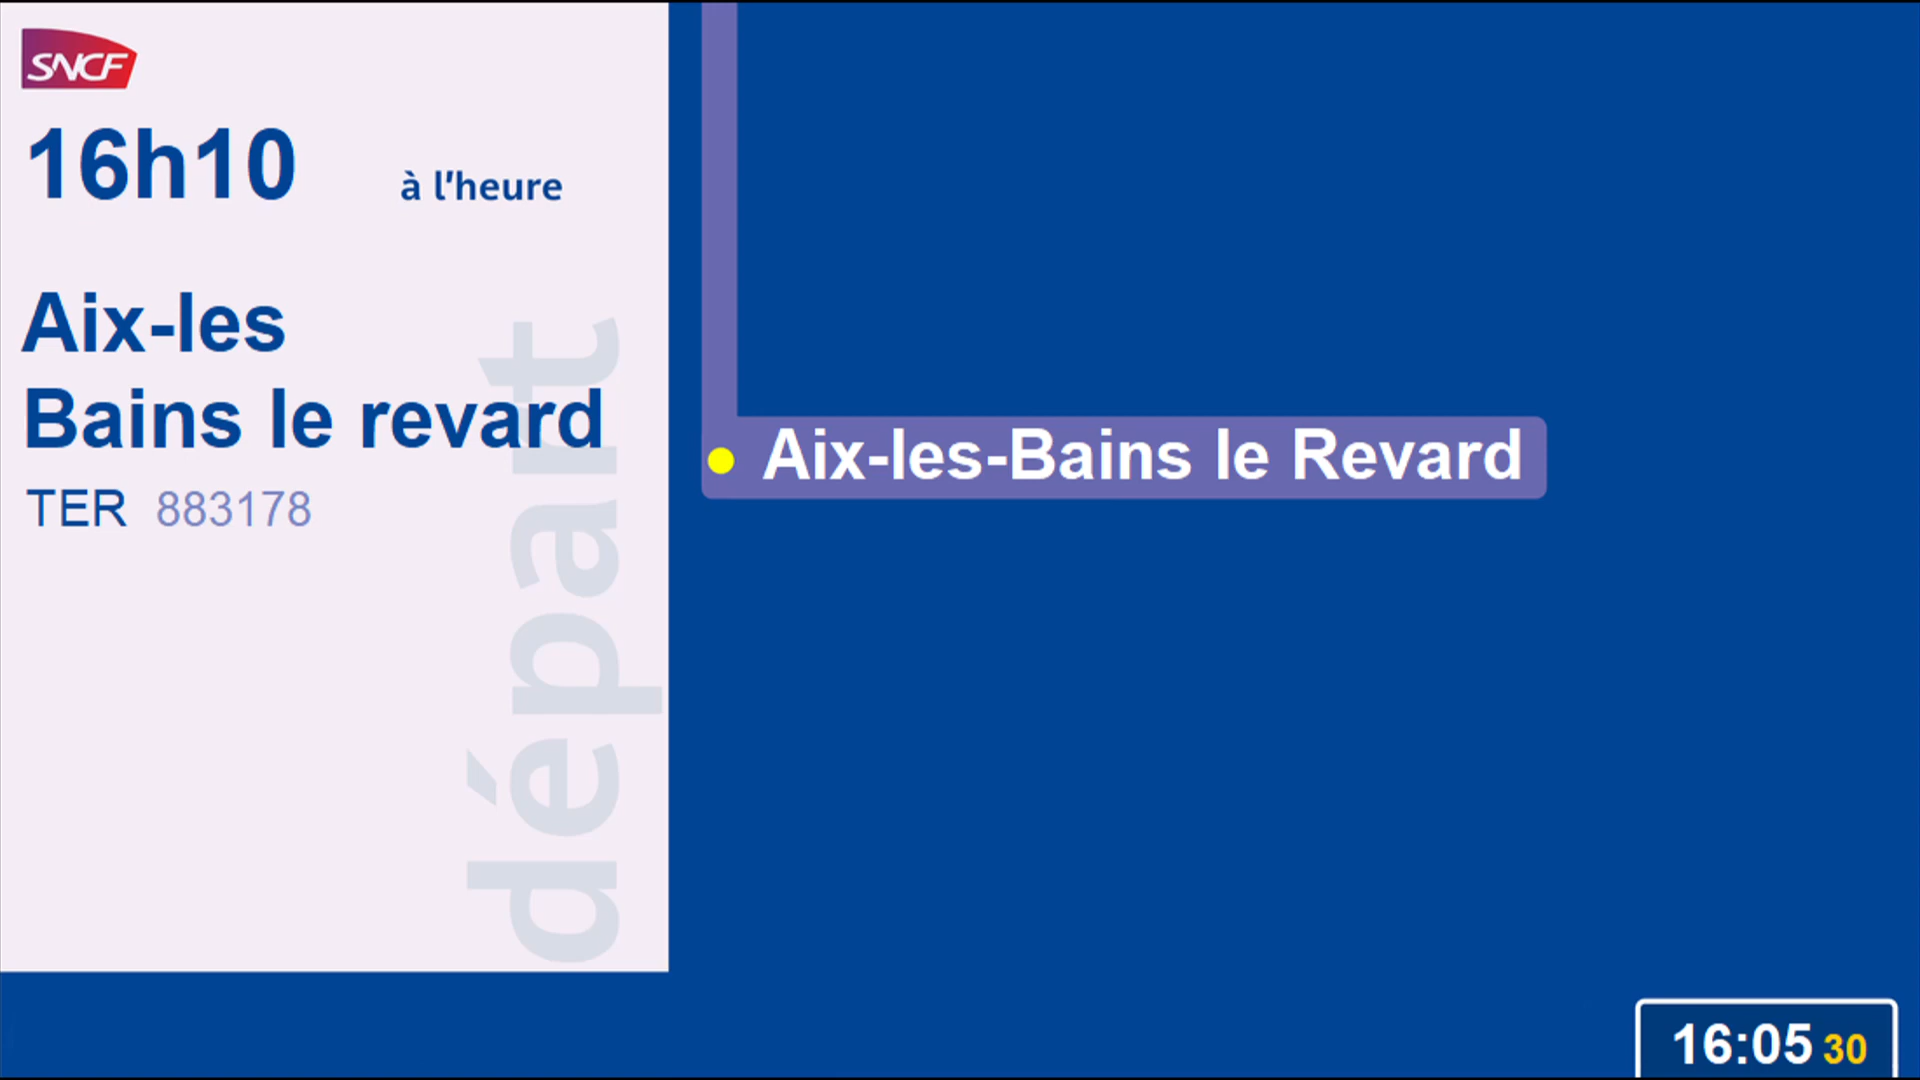 SNCF
16h10 à l'heure
Aix-les
Bains le revard
TER 883178
départ
Aix-les-Bains le Revard
16:05 30